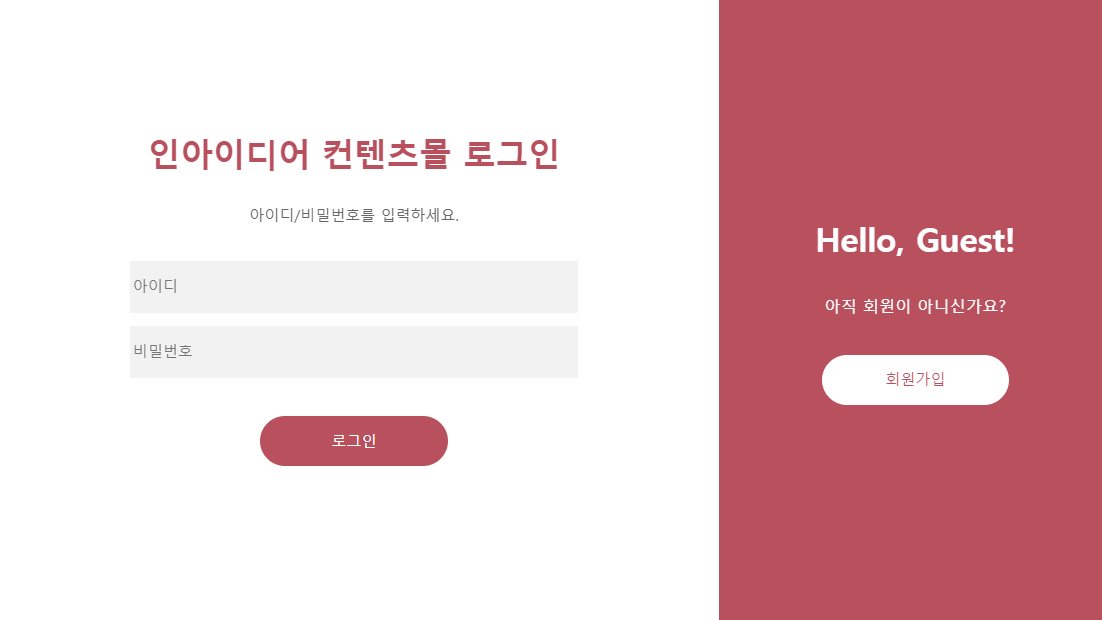 인아이디어 컨텐츠몰 로그인
아이디/비밀번호를 입력하세요.
아이디
비밀번호
로그인
Hello, Guest!
아직 회원이 아니신가요?
회원가입